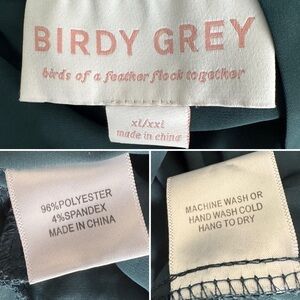 BIRDY GREY
birds of a feather flock together
xl/xxl
made in china
96%POLYESTER
4%SPANDEX
MADE IN CHINA
MACHINE WASH OR
HAND WASH COLD
HANG TO DRY